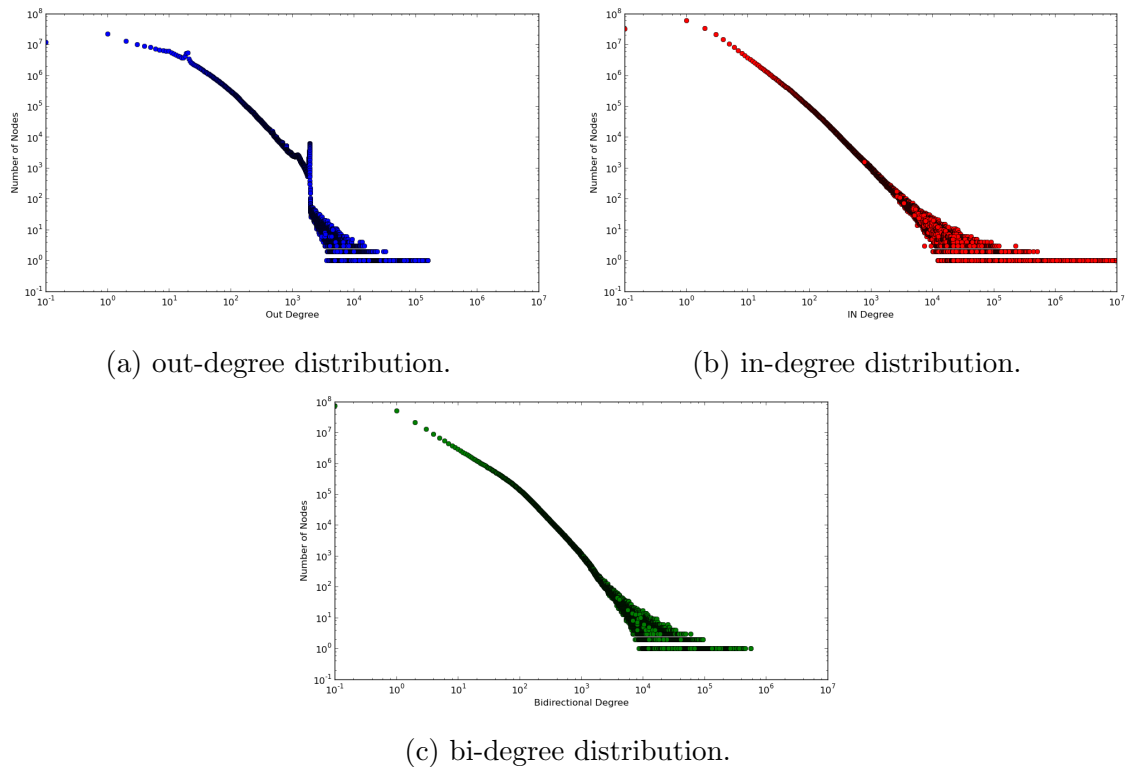 10^8
10^7
10^6
10^5
10^4
10^3
10^2
10^1
10^0
10^-1
Number of Nodes
10^-1 10^0 10^1 10^2 10^3 10^4 10^5 10^6 10^7
Out Degree
(a) out-degree distribution.
10^8
10^7
10^6
10^5
10^4
10^3
10^2
10^1
10^0
10^-1
Number of Nodes
10^-1 10^0 10^1 10^2 10^3 10^4 10^5 10^6 10^7
IN Degree
(b) in-degree distribution.
10^8
10^7
10^6
10^5
10^4
10^3
10^2
10^1
10^0
10^-1
Number of Nodes
10^-1 10^0 10^1 10^2 10^3 10^4 10^5 10^6 10^7
Bidirectional Degree
(c) bi-degree distribution.